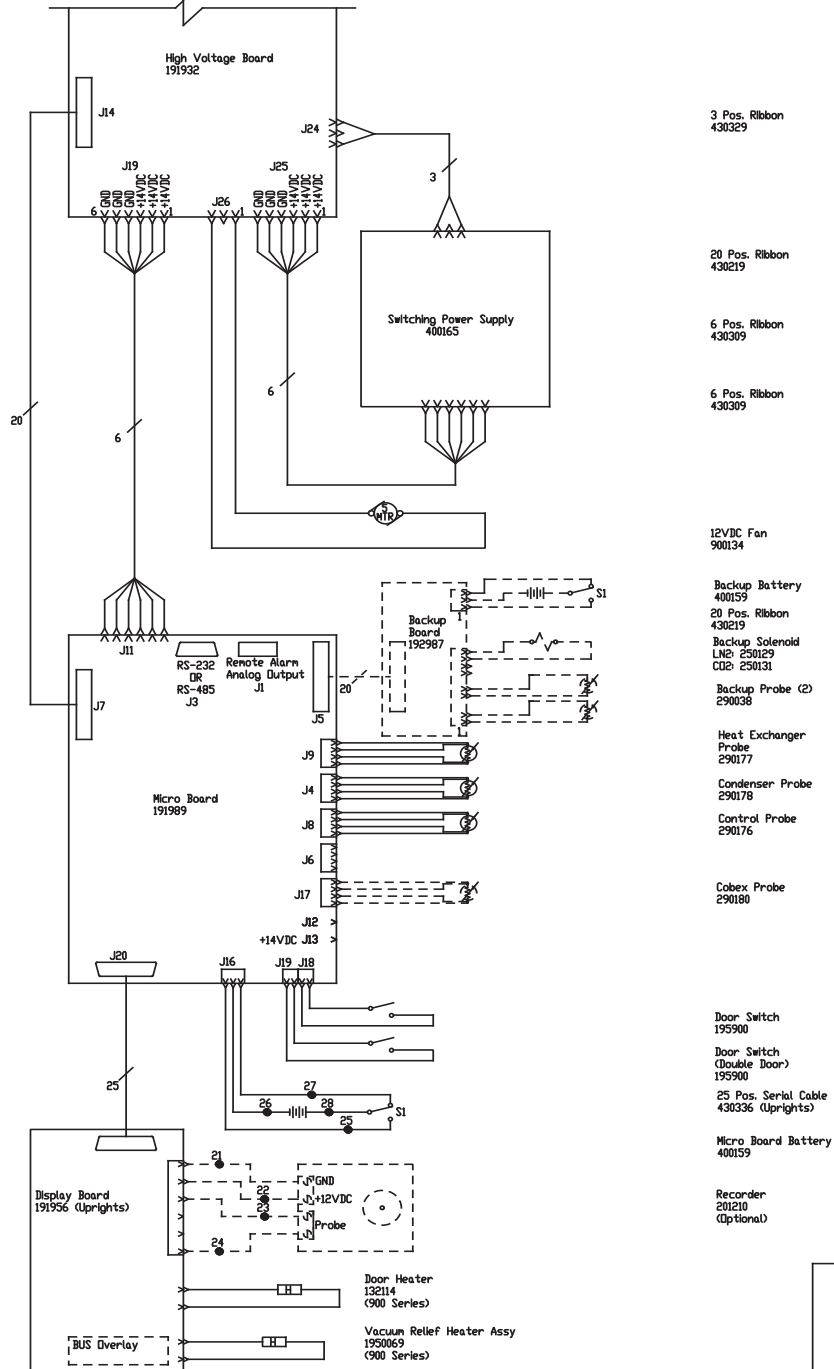 High Voltage Board
191932
J14
J24
3 Pos. Ribbon
430329
J19
J25
GND
GND
GND
+14VDC
+14VDC
+14VDC
J26
GND
GND
GND
+14VDC
+14VDC
+14VDC
6
1
1
1
3
20 Pos. Ribbon
430219
Switching Power Supply
400165
6 Pos. Ribbon
430309
6 Pos. Ribbon
430309
20
6
6
5
MTR
12VDC Fan
900134
Backup
Board
192987
1
S1
Backup Battery
400159
20 Pos. Ribbon
430219
J11
RS-232
OR
RS-485
J3
Remote Alarm
Analog Output
J1
J5
20
1
Backup Solenoid
LN2: 250129
CO2: 250131
Backup Probe (2)
290038
J7
J9
Heat Exchanger
Probe
290177
J4
Condenser Probe
290178
Micro Board
191989
J8
Control Probe
290176
J6
J17
Cobex Probe
290180
J12
+14VDC J13
J20
J16
J19
J18
Door Switch
195900
Door Switch
(Double Door)
195900
25
27
26
28
S1
25
25 Pos. Serial Cable
430336 (Uprights)
Micro Board Battery
400159
Display Board
191956 (Uprights)
21
22
23
24
GND
+12VDC
Probe
Recorder
201210
(Optional)
Door Heater
132114
(900 Series)
H
BUS Overlay
H
Vacuum Relief Heater Assy
1950069
(900 Series)